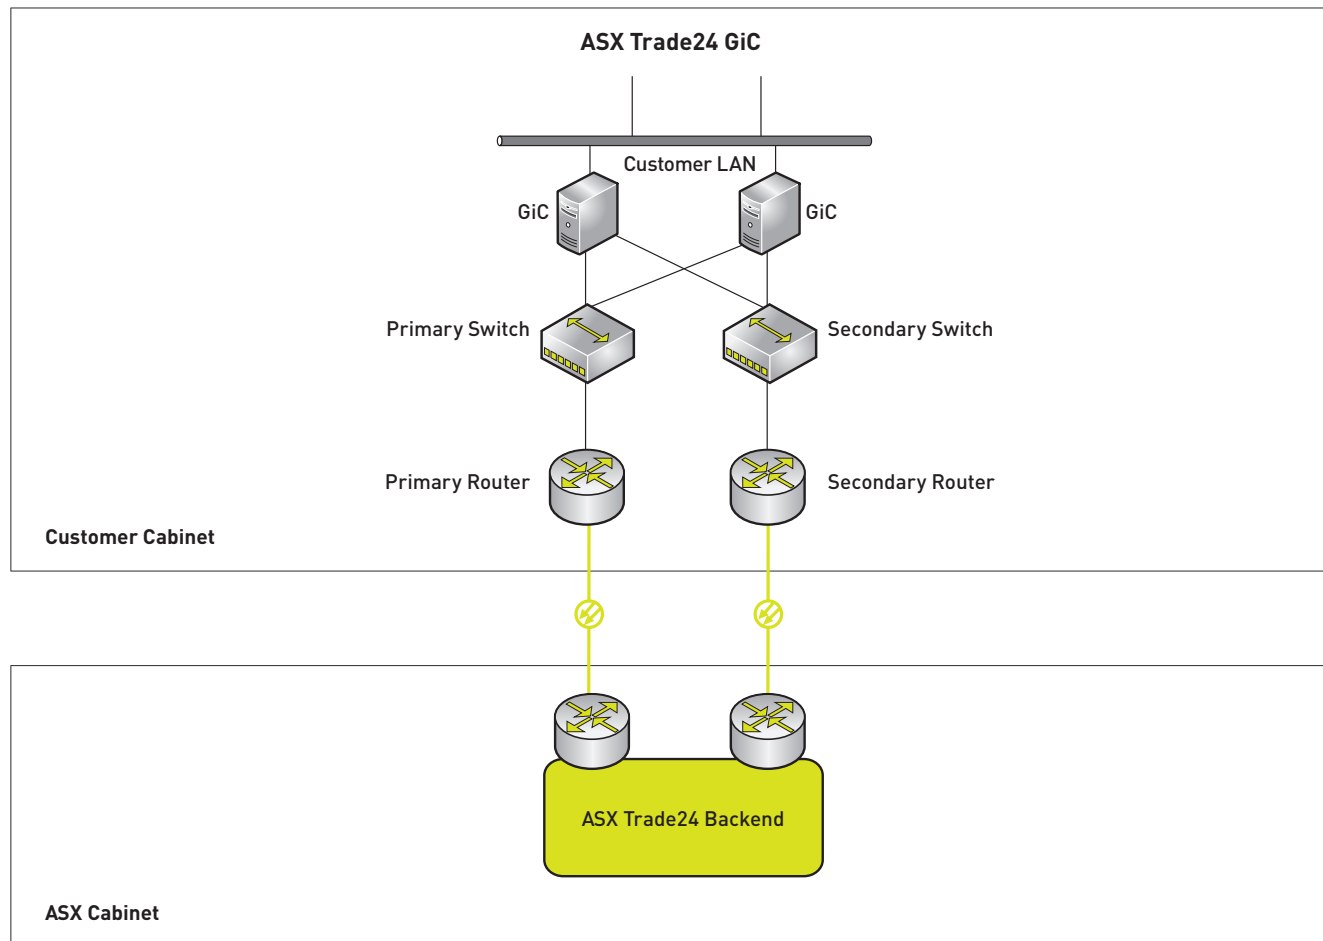 ASX Trade24 GiC
Customer LAN
GiC
GiC
Primary Switch
Secondary Switch
Primary Router
Secondary Router
Customer Cabinet
ASX Trade24 Backend
ASX Cabinet